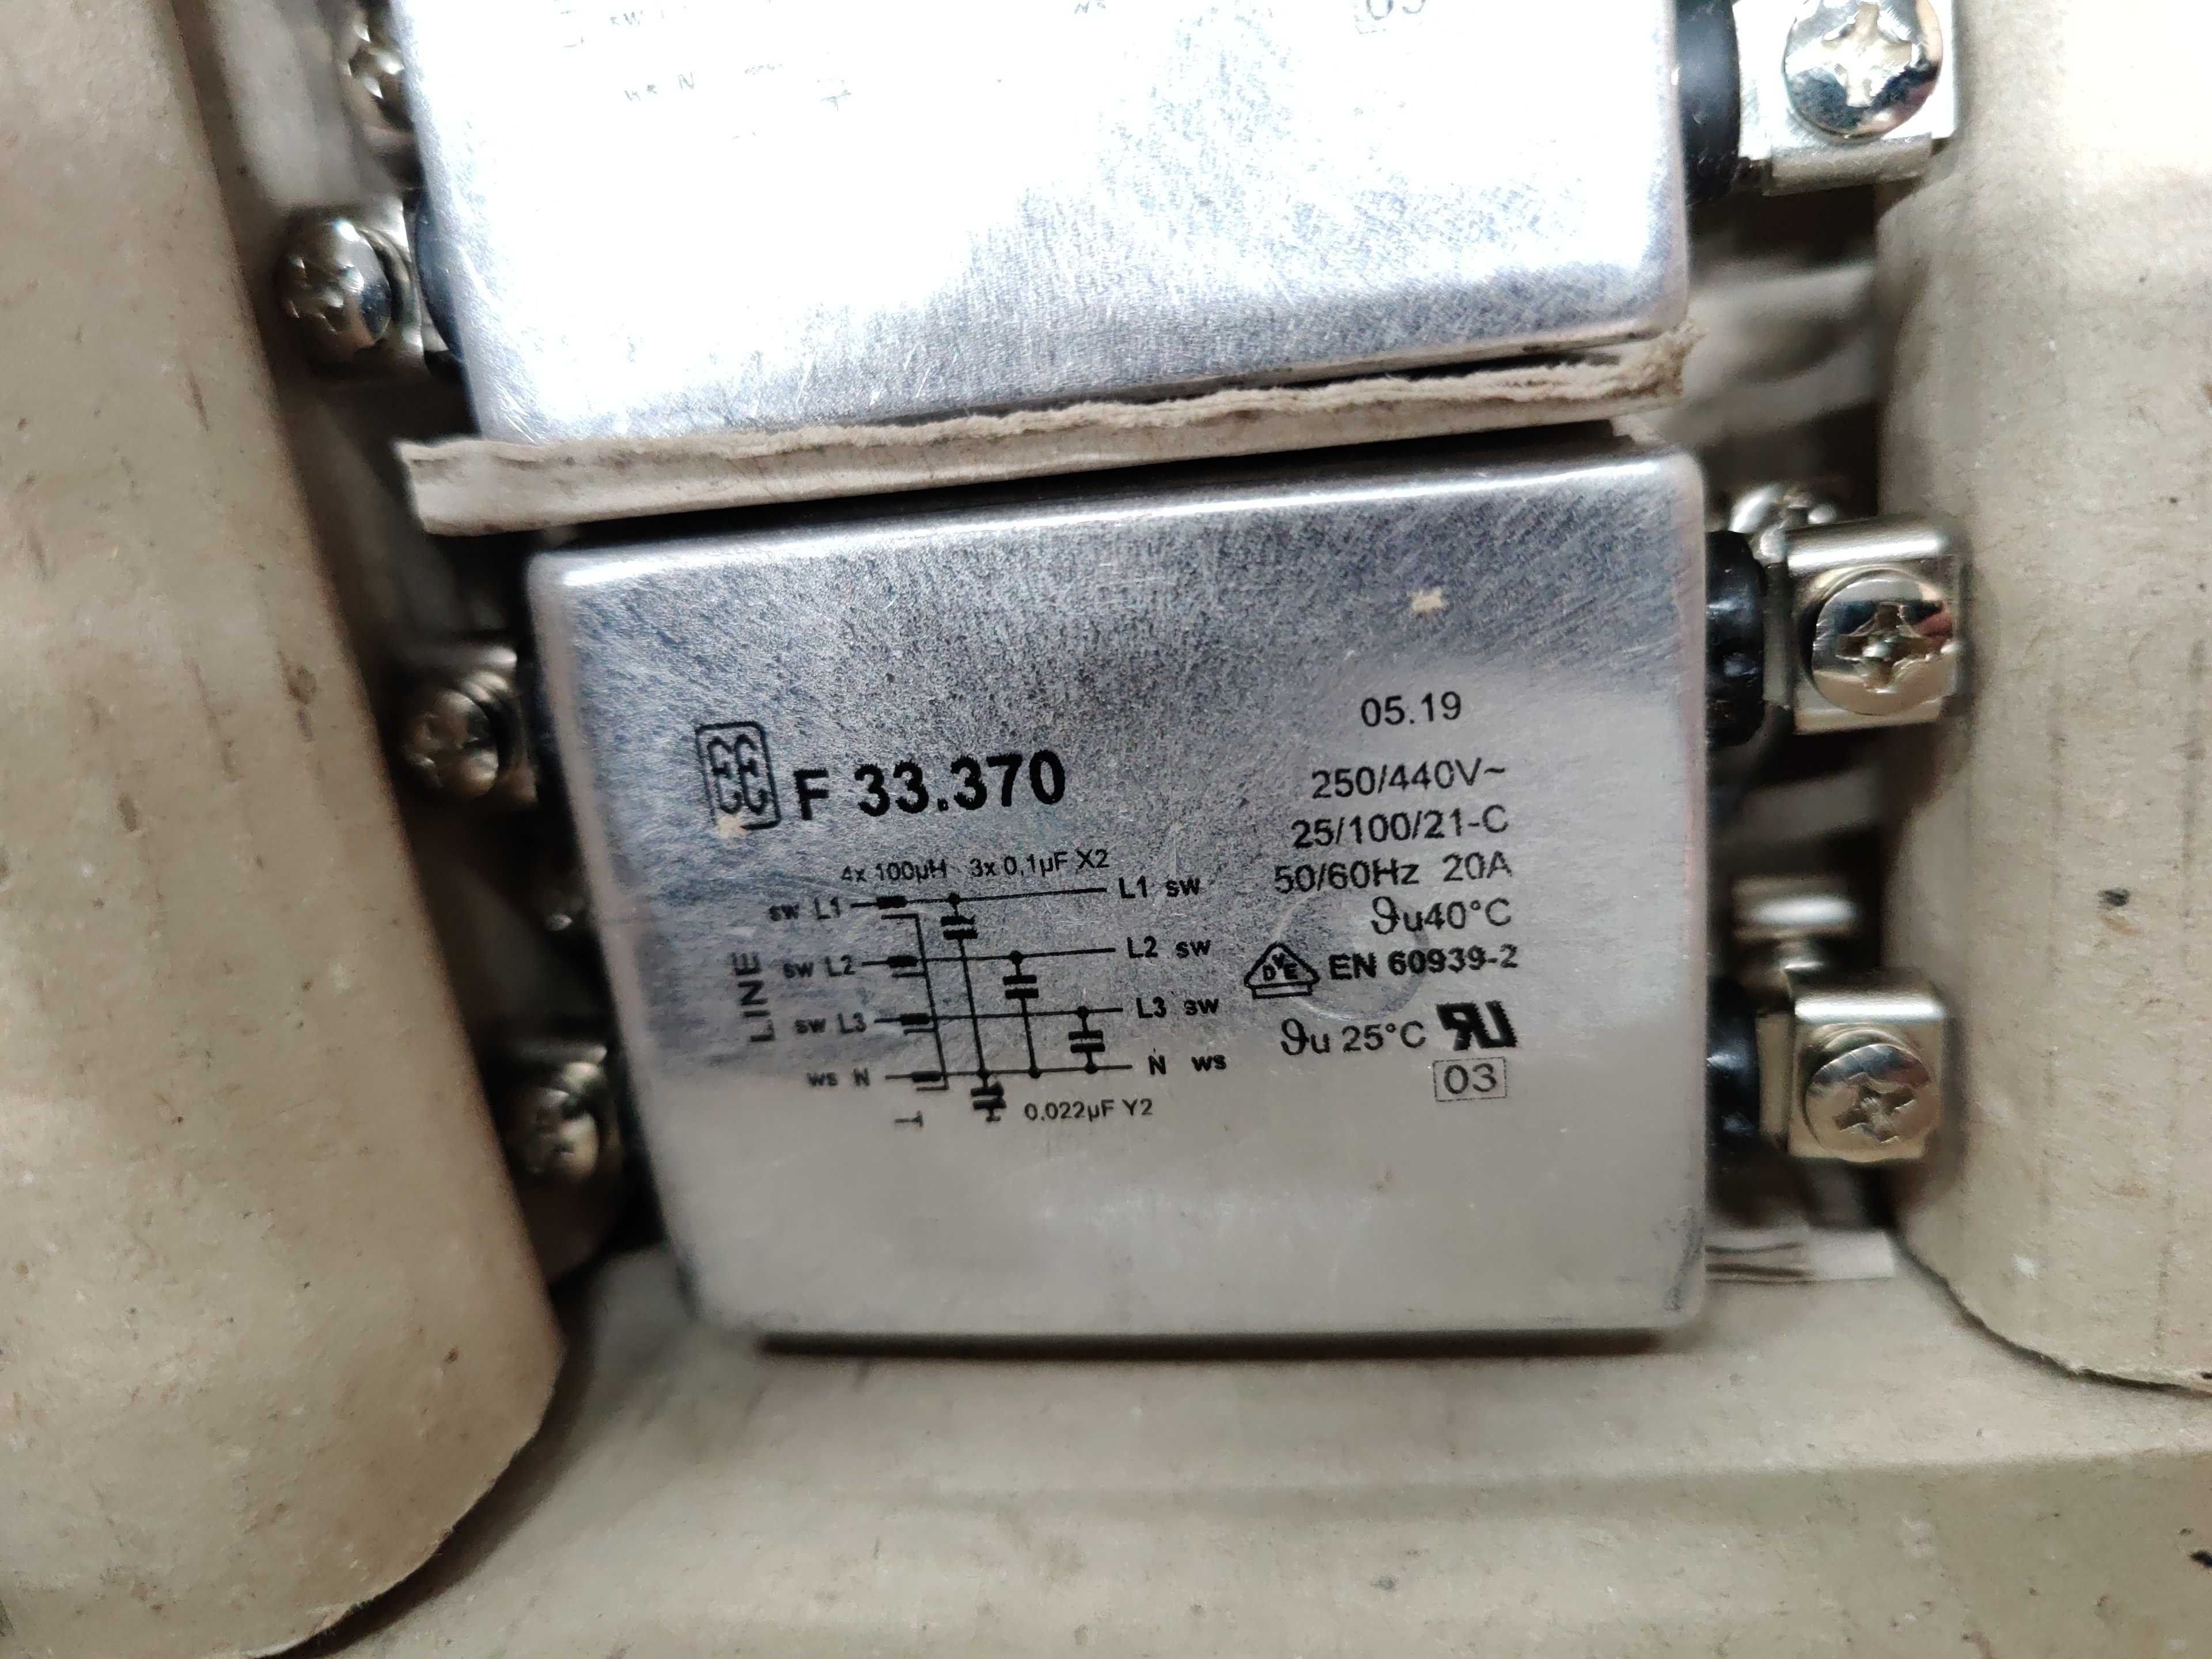 F 33.370
05.19
250/440V~
25/100/21-C
50/60Hz 20A
ϑu40°C
VDE EN 60939-2
ϑu 25°C RU
03
4x 100µH 3x 0,1µF X2
LINE
sw L1 L1 sw
sw L2 L2 sw
sw L3 L3 sw
ws N N ws
0.022µF Y2